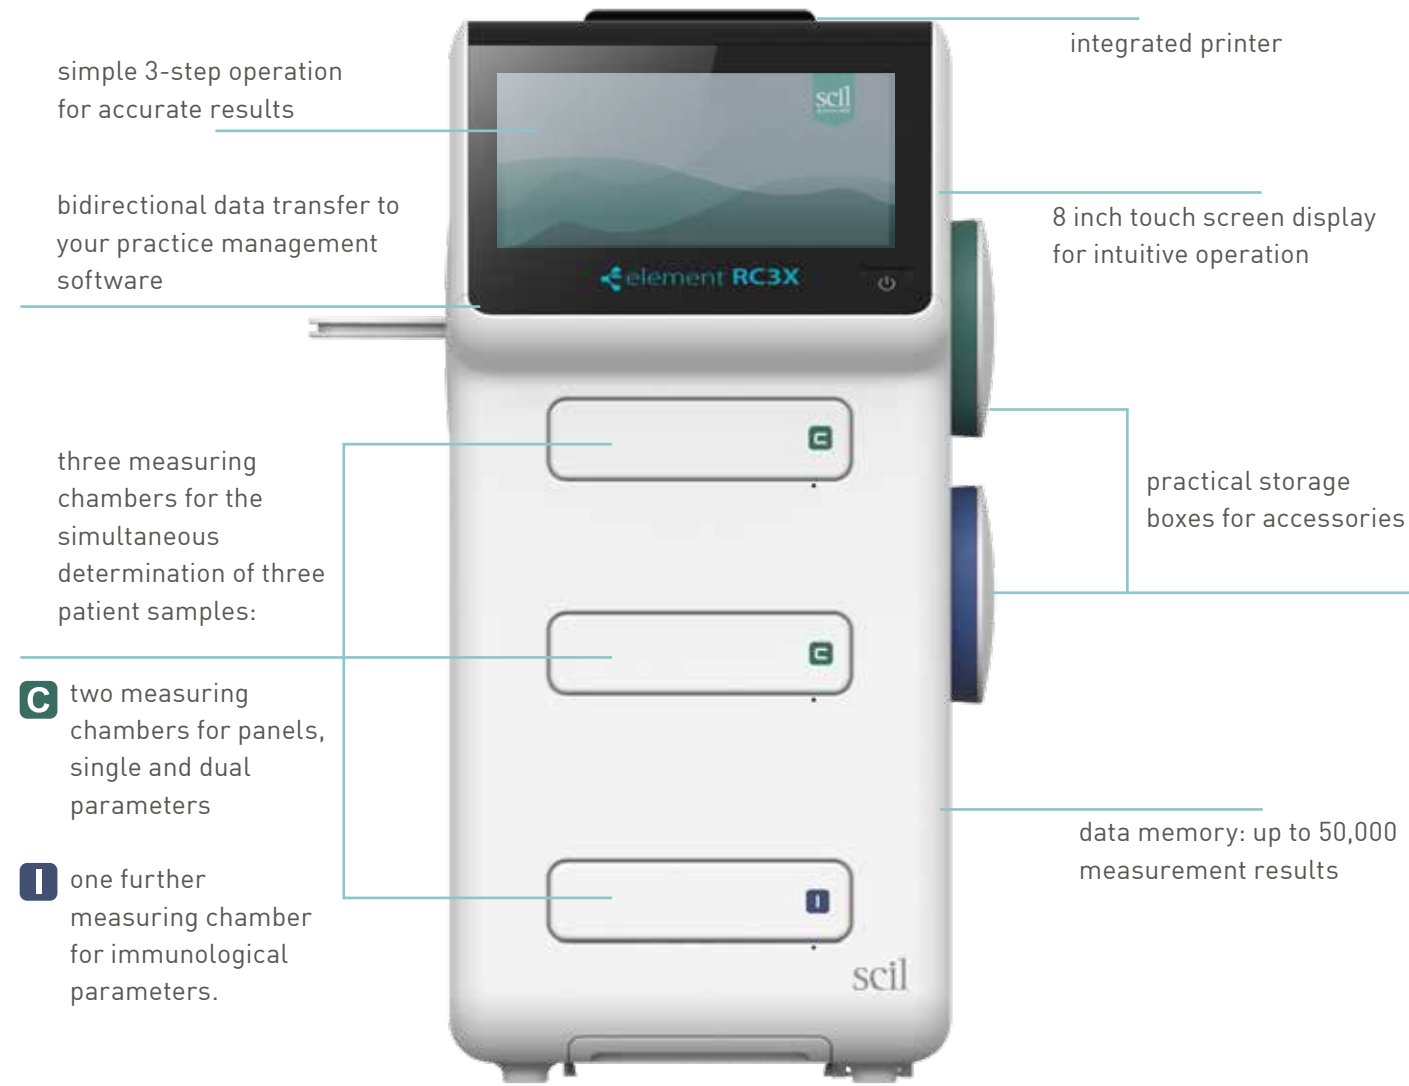 simple 3-step operation
for accurate results
bidirectional data transfer to
your practice management
software
three measuring
chambers for the
simultaneous
determination of three
patient samples:
C two measuring
chambers for panels,
single and dual
parameters
I one further
measuring chamber
for immunological
parameters.
scil
element RC3X
C
C
I
scil
integrated printer
8 inch touch screen display
for intuitive operation
practical storage
boxes for accessories
data memory: up to 50,000
measurement results